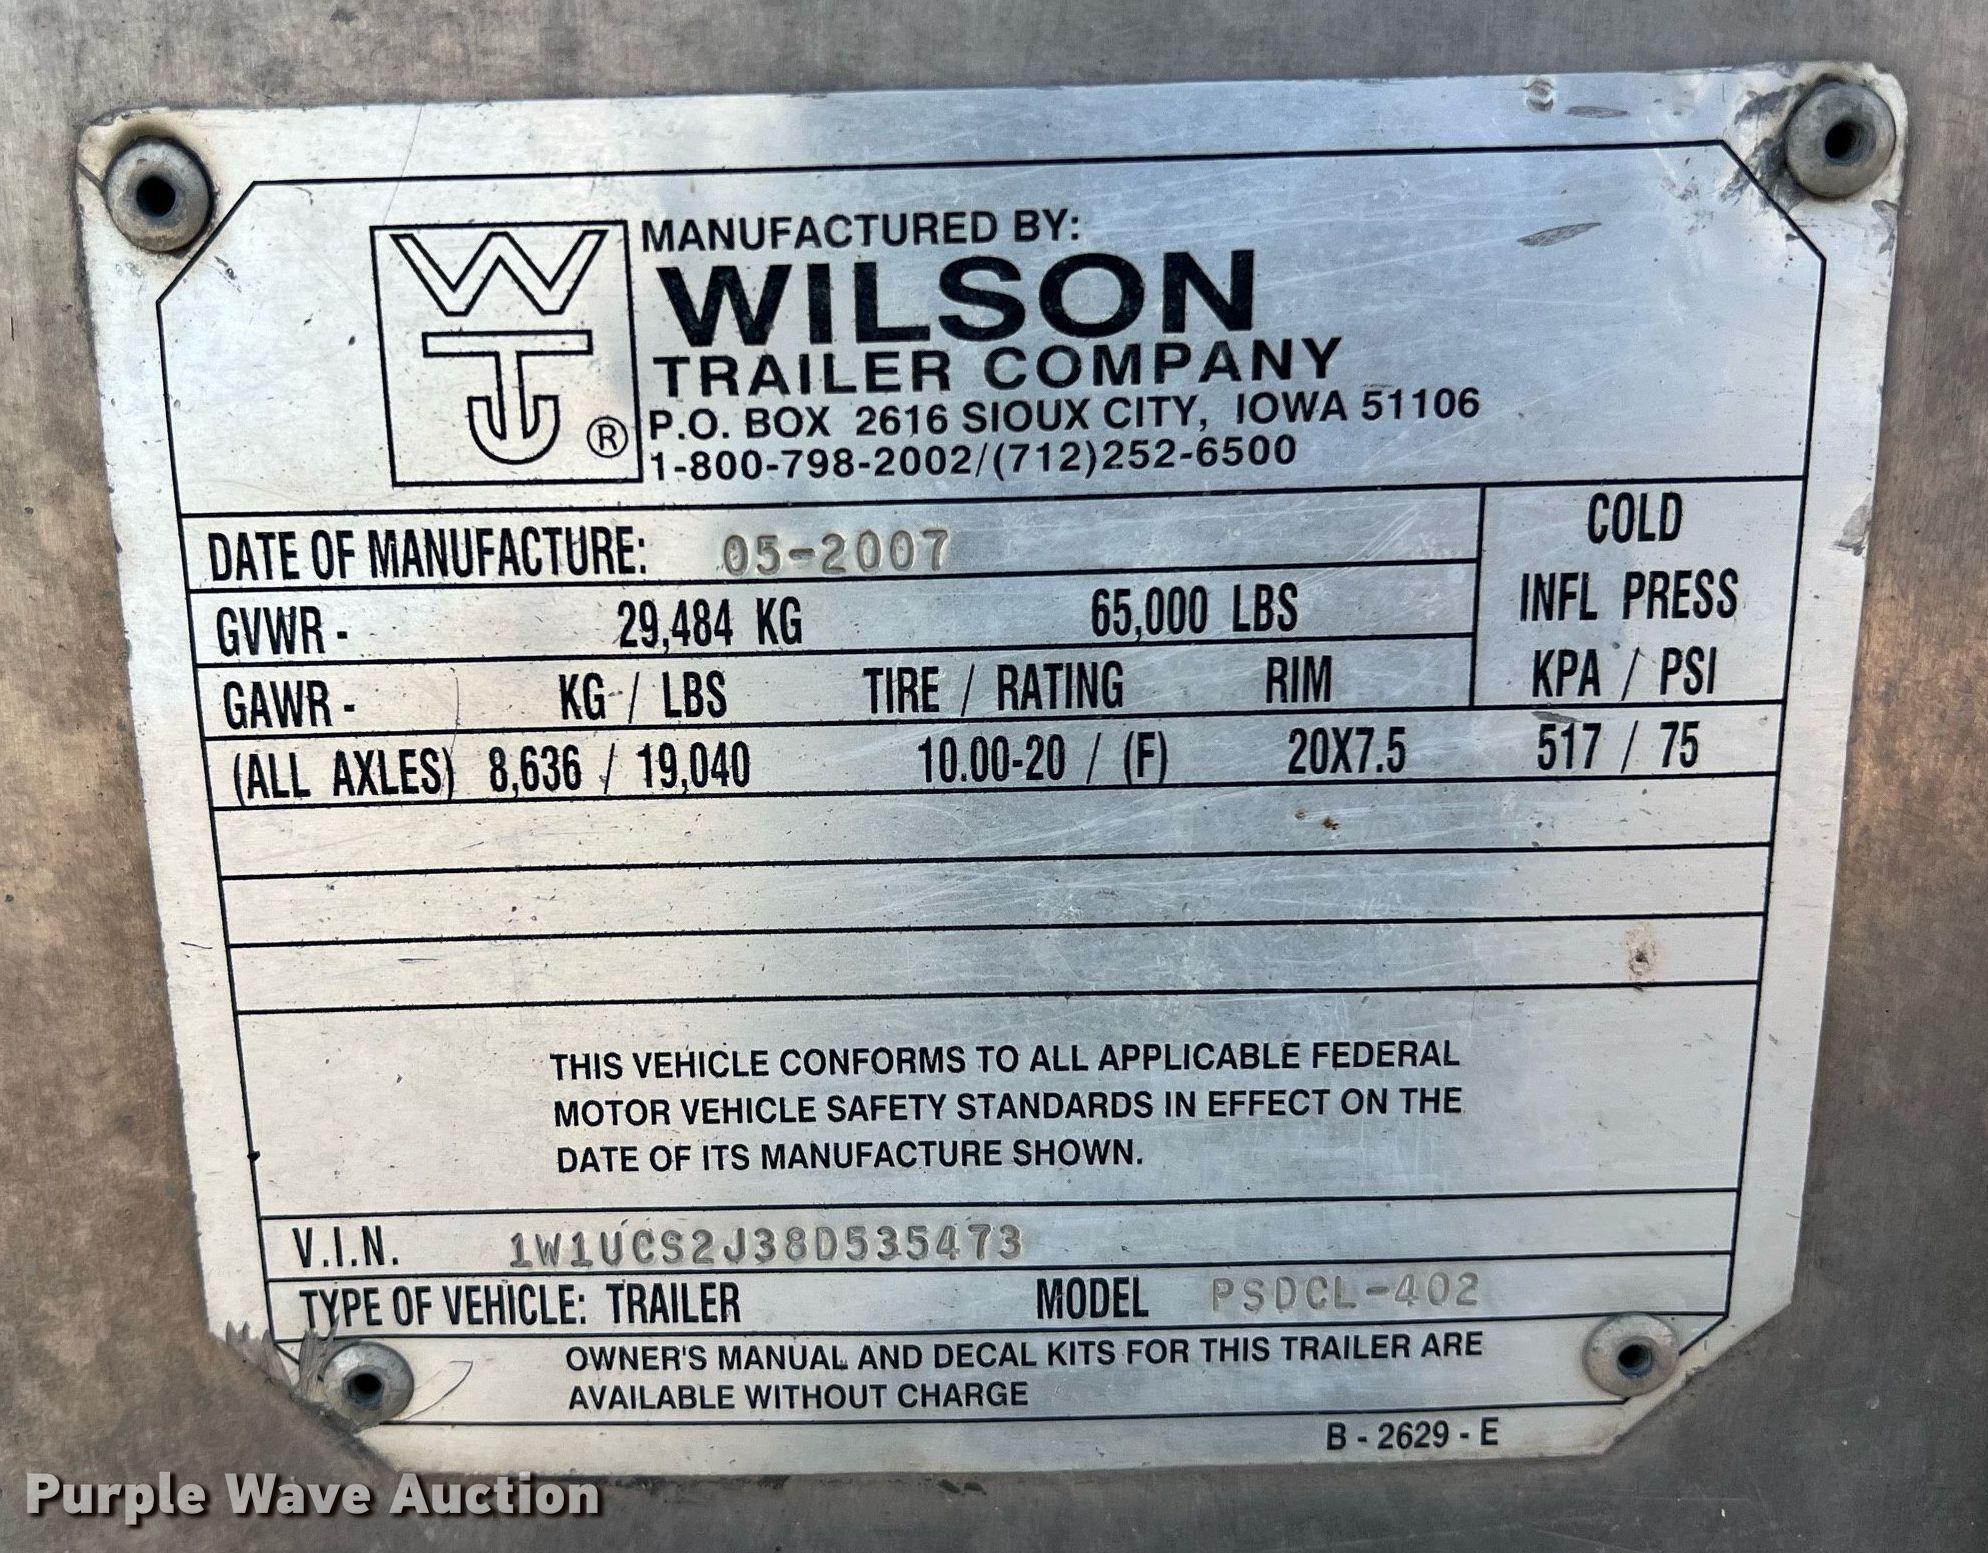 WT
®
MANUFACTURED BY:
WILSON
TRAILER COMPANY
P.O. BOX 2616 SIOUX CITY, IOWA 51106
1-800-798-2002/(712)252-6500
DATE OF MANUFACTURE: 05-2007
COLD
INFL PRESS
KPA / PSI
GVWR - 29,484 KG 65,000 LBS
GAWR - KG / LBS TIRE / RATING RIM
(ALL AXLES) 8,636 / 19,040 10.00-20 / (F) 20X7.5 517 / 75
THIS VEHICLE CONFORMS TO ALL APPLICABLE FEDERAL
MOTOR VEHICLE SAFETY STANDARDS IN EFFECT ON THE
DATE OF ITS MANUFACTURE SHOWN.
V.I.N. 1W1UCS2J38D535473
TYPE OF VEHICLE: TRAILER MODEL PSDCL-402
OWNER'S MANUAL AND DECAL KITS FOR THIS TRAILER ARE
AVAILABLE WITHOUT CHARGE
B - 2629 - E
Purple Wave Auction